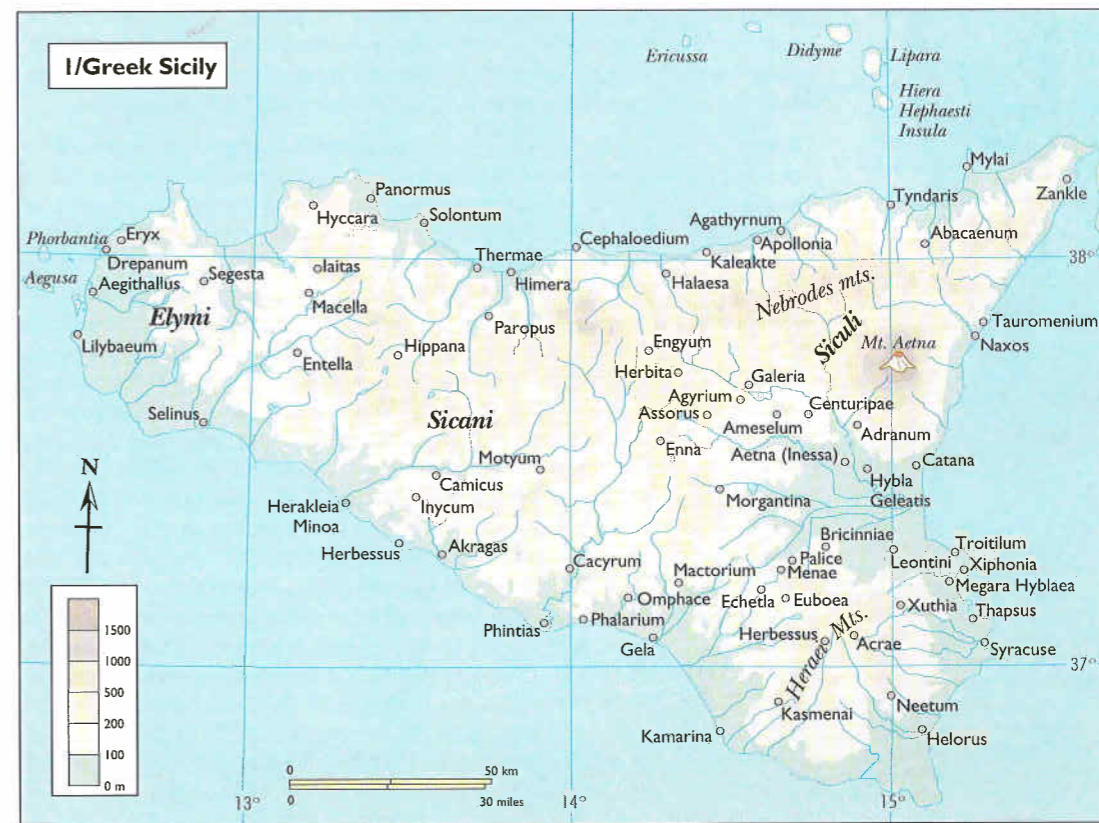 1/Greek Sicily
Ericussa
Didyme
Lipara
Hiera
Hephaesti
Insula
Mylai
Zankle
Tyndaris
Abacaenum
Agathyrnum
Apollonia
Kaleakte
Cephaloedium
Halaesa
Panormus
Hyccara
Solontum
Thermae
Himera
Phorbantia
Eryx
Drepanum
Aegusa
Aegithallus
Segesta
Iaitas
Macella
Elymi
Lilybaeum
Entella
Hippana
Paropus
Selinus
Sicani
38°
Nebrodes mts.
Siculi
Mt. Aetna
Tauromenium
Naxos
Engyum
Herbita
Galeria
Agyrium
Assorus
Ameselum
Centuripae
Adranum
Enna
Aetna (Inessa)
Catana
Hybla
Geleatis
Morgantina
Motyum
Camicus
Inycum
Herakleia
Minoa
Herbessus
Akragas
Cacyrum
Phintias
Phalarium
Omphace
Gela
Mactorium
Bricinniae
Palice
Menae
Echetla
Euboea
Leontini
Troitilum
Xiphonia
Megara Hyblaea
Xuthia
Thapsus
Syracuse
Herbessus
Heraei Mts.
Acrae
37°
Kasmenai
Kamarina
Neetum
Helorus
N
1500
1000
500
200
100
0 m
0 50 km
0 30 miles
13°
14°
15°